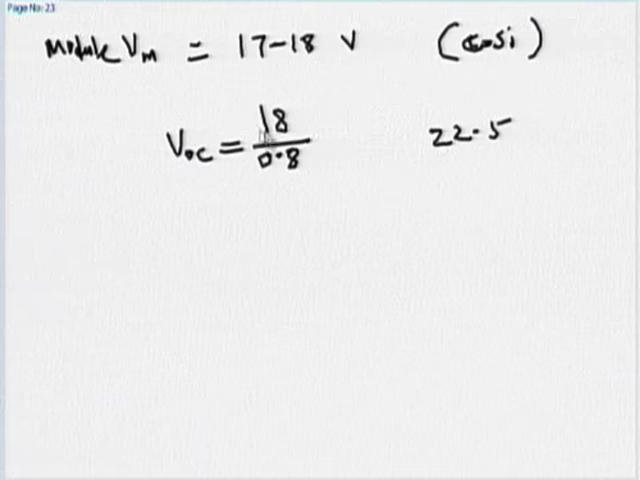 Page No: 23
Module Vm = 17-18 V (c-si)
Voc = 18/0.8 22.5